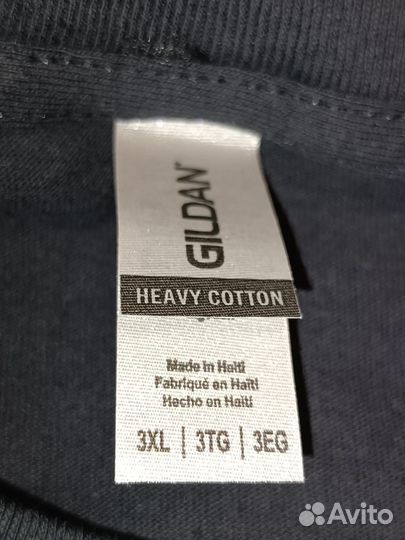 GILDAN®
HEAVY COTTON
Made in Haiti
Fabriqué en Haïti
Hecho en Haití
3XL | 3TG | 3EG
Avito